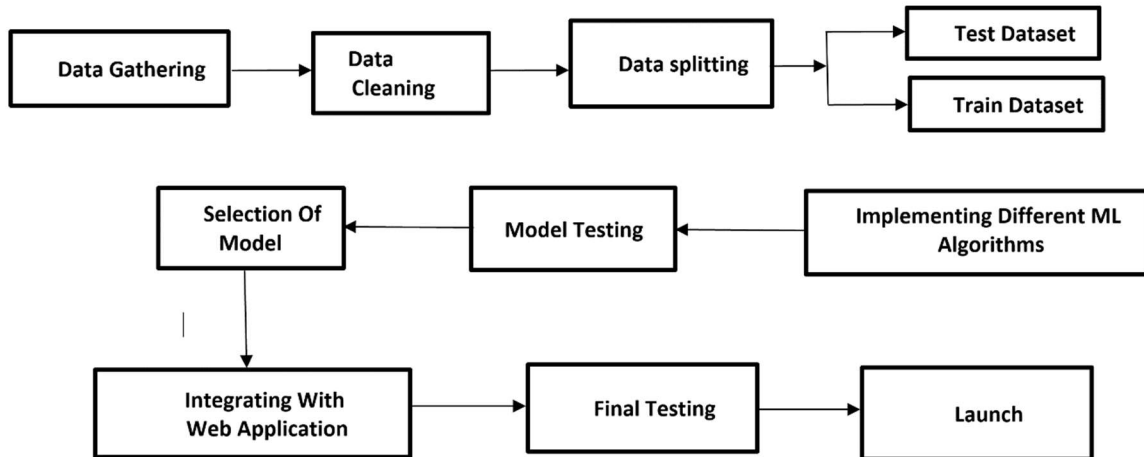 Data Gathering
Data
Cleaning
Data splitting
Test Dataset
Train Dataset
Selection Of
Model
Model Testing
Implementing Different ML
Algorithms
Integrating With
Web Application
Final Testing
Launch